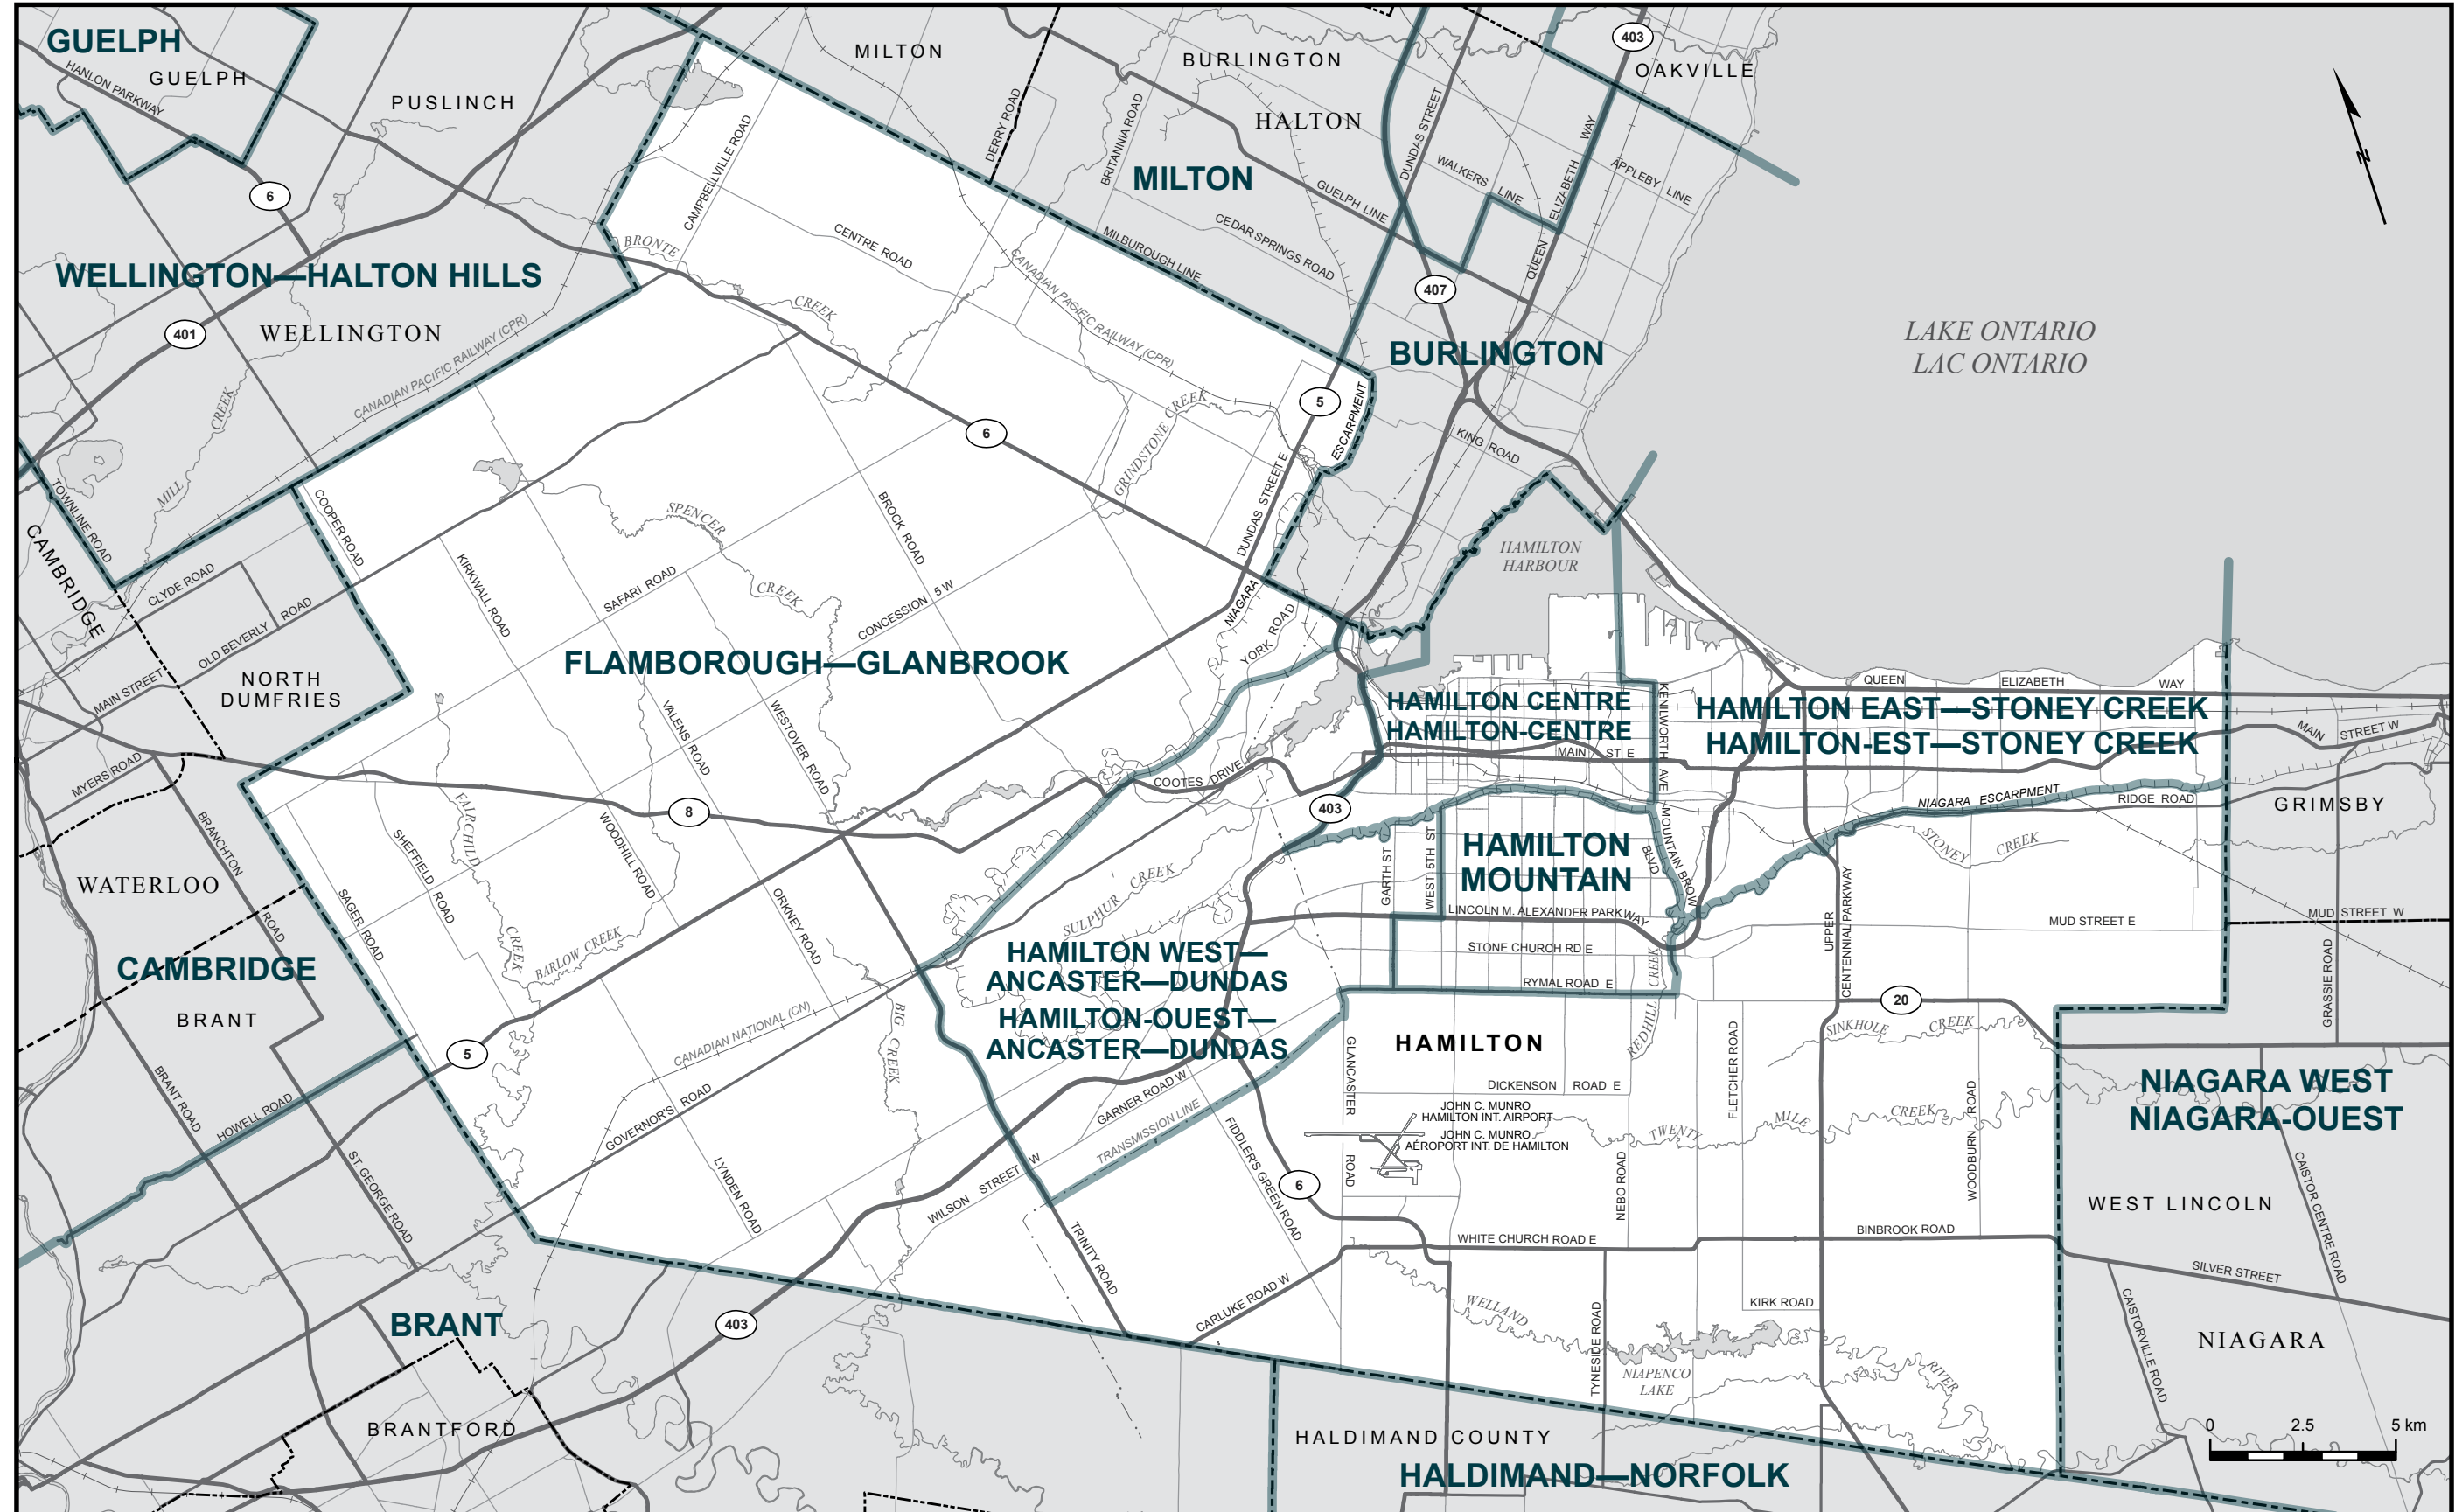 GUELPH
GUELPH
HANLON PARKWAY
PUSLINCH
MILTON
BURLINGTON
403
OAKVILLE
DERRY ROAD
BRITANNIA ROAD
HALTON
DUNDAS STREET
WALKERS LINE
QUEEN ELIZABETH WAY
APPLEBY LINE
N
CAMPBELLVILLE ROAD
MILTON
GUELPH LINE
6
CEDAR SPRINGS ROAD
CENTRE ROAD
MILBUROUGH LINE
BRONTE CREEK
CANADIAN PACIFIC RAILWAY (CPR)
WELLINGTON—HALTON HILLS
407
401
WELLINGTON
CANADIAN PACIFIC RAILWAY (CPR)
BURLINGTON
LAKE ONTARIO
LAC ONTARIO
MILL CREEK
5
ESCARPMENT
6
GRINDSTONE CREEK
KING ROAD
TOWNLINE ROAD
COOPER ROAD
SPENCER CREEK
BROCK ROAD
DUNDAS STREET E
CAMBRIDGE
CLYDE ROAD
KIRKWALL ROAD
SAFARI ROAD
CONCESSION 5 W
HAMILTON
HARBOUR
OLD BEVERLY ROAD
NIAGARA
YORK ROAD
MAIN STREET
NORTH
DUMFRIES
FLAMBOROUGH—GLANBROOK
VALENS ROAD
WESTOVER ROAD
HAMILTON CENTRE
HAMILTON-CENTRE
KENILWORTH AVE
QUEEN ELIZABETH WAY
HAMILTON EAST—STONEY CREEK
HAMILTON-EST—STONEY CREEK
MAIN STREET W
MAIN ST E
COOTES DRIVE
MYERS ROAD
8
403
NIAGARA ESCARPMENT
RIDGE ROAD
GRIMSBY
BRANCHTON ROAD
SHEFFIELD ROAD
FAIRCHILD CREEK
WOODHILL ROAD
HAMILTON
MOUNTAIN
GARTH ST
WEST 5TH ST
MOUNTAIN BROW BLVD
STONEY CREEK
WATERLOO
SAGER ROAD
ORKNEY ROAD
SULPHUR CREEK
LINCOLN M. ALEXANDER PARKWAY
UPPER CENTENNIAL PARKWAY
MUD STREET E
MUD STREET W
BARLOW CREEK
STONE CHURCH RD E
CAMBRIDGE
HAMILTON WEST—
ANCASTER—DUNDAS
HAMILTON-OUEST—
ANCASTER—DUNDAS
RYMAL ROAD E
REDHILL CREEK
20
GRASSIE ROAD
BRANT
BIG CREEK
CANADIAN NATIONAL (CN)
HAMILTON
SINKHOLE CREEK
5
GLANCASTER ROAD
FLETCHER ROAD
BRANT ROAD
HOWELL ROAD
GOVERNOR'S ROAD
GARNER ROAD W
DICKENSON ROAD E
NIAGARA WEST
NIAGARA-OUEST
JOHN C. MUNRO
HAMILTON INT. AIRPORT
JOHN C. MUNRO
AÉROPORT INT. DE HAMILTON
TRANSMISSION LINE
FIDDLER'S GREEN ROAD
TWENTY MILE CREEK
WOODBURN ROAD
ST. GEORGE ROAD
LYNDEN ROAD
WILSON STREET W
6
NEBO ROAD
CAISTOR CENTRE ROAD
WEST LINCOLN
TRINITY ROAD
WHITE CHURCH ROAD E
BINBROOK ROAD
SILVER STREET
CARLUKE ROAD W
WELLAND RIVER
KIRK ROAD
CAISTORVILLE ROAD
BRANT
403
TYNESIDE ROAD
NIAPENCO
LAKE
NIAGARA
BRANTFORD
HALDIMAND COUNTY
HALDIMAND—NORFOLK
0 2.5 5 km